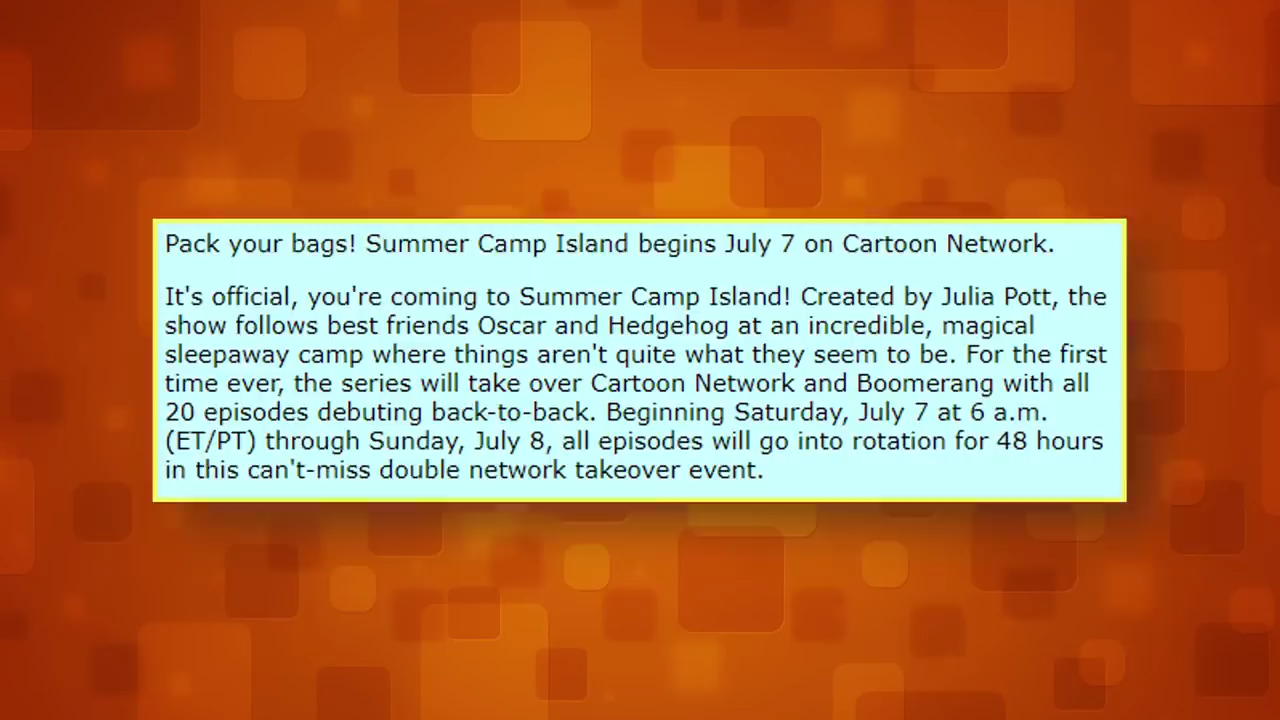 Pack your bags! Summer Camp Island begins July 7 on Cartoon Network.
It's official, you're coming to Summer Camp Island! Created by Julia Pott, the
show follows best friends Oscar and Hedgehog at an incredible, magical
sleepaway camp where things aren't quite what they seem to be. For the first
time ever, the series will take over Cartoon Network and Boomerang with all
20 episodes debuting back-to-back. Beginning Saturday, July 7 at 6 a.m.
(ET/PT) through Sunday, July 8, all episodes will go into rotation for 48 hours
in this can't-miss double network takeover event.